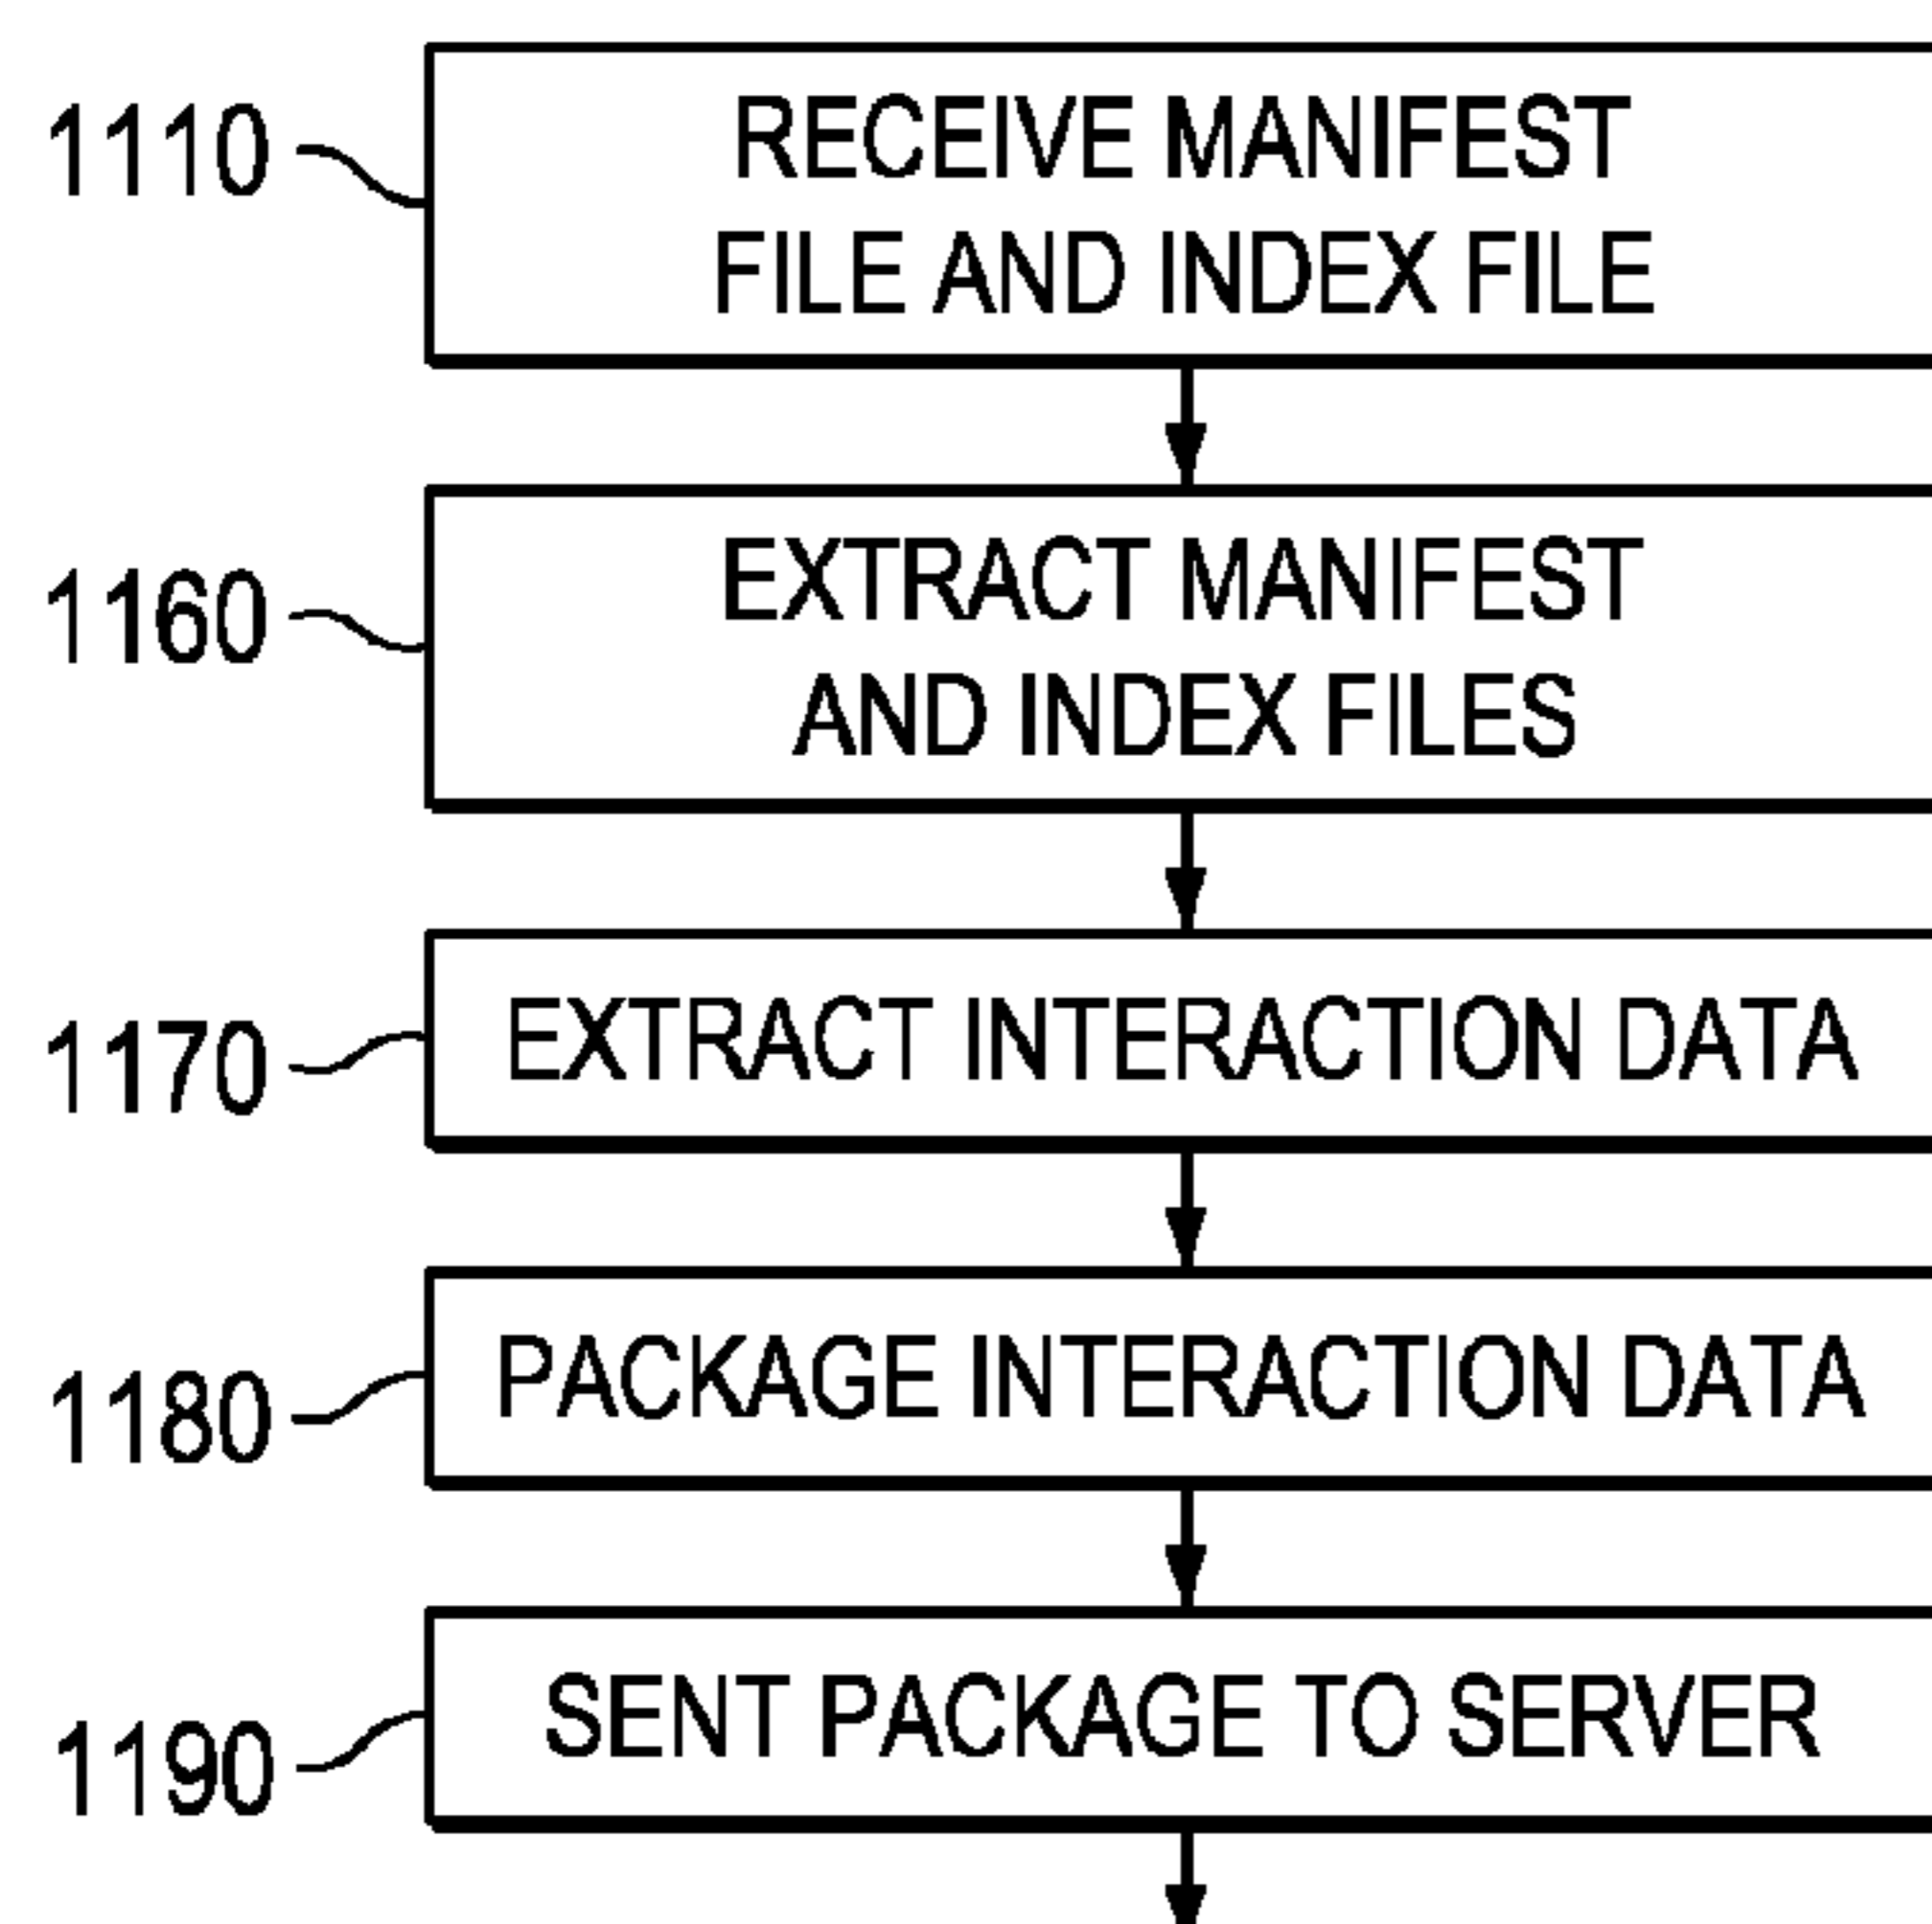 1110
RECEIVE MANIFEST
FILE AND INDEX FILE
1160
EXTRACT MANIFEST
AND INDEX FILES
1170
EXTRACT INTERACTION DATA
1180
PACKAGE INTERACTION DATA
1190
SENT PACKAGE TO SERVER